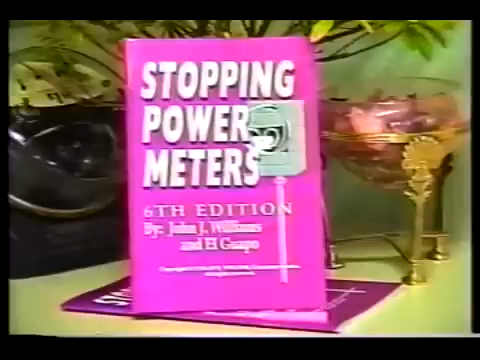 STOPPING
POWER
METERS
6TH EDITION
By: John J. Williams
and El Guapo